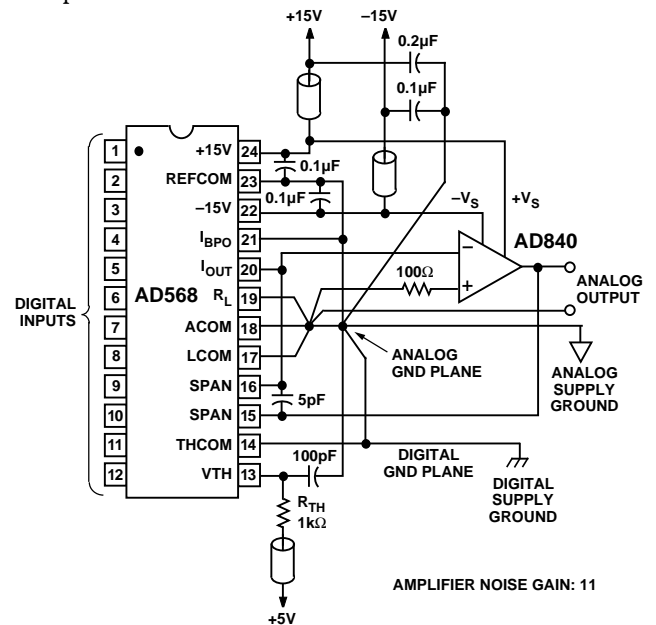 +15V
–15V
0.2µF
0.1µF
1
2
3
4
5
6
7
8
9
10
11
12
DIGITAL
INPUTS
AD568
+15V 24
REFCOM 23
–15V 22
IBPO 21
IOUT 20
RL 19
ACOM 18
LCOM 17
SPAN 16
SPAN 15
THCOM 14
VTH 13
0.1µF
0.1µF
–VS
+VS
AD840
–
+
100Ω
ANALOG
OUTPUT
ANALOG
GND PLANE
ANALOG
SUPPLY
GROUND
5pF
100pF
DIGITAL
GND PLANE
DIGITAL
SUPPLY
GROUND
RTH
1kΩ
+5V
AMPLIFIER NOISE GAIN: 11